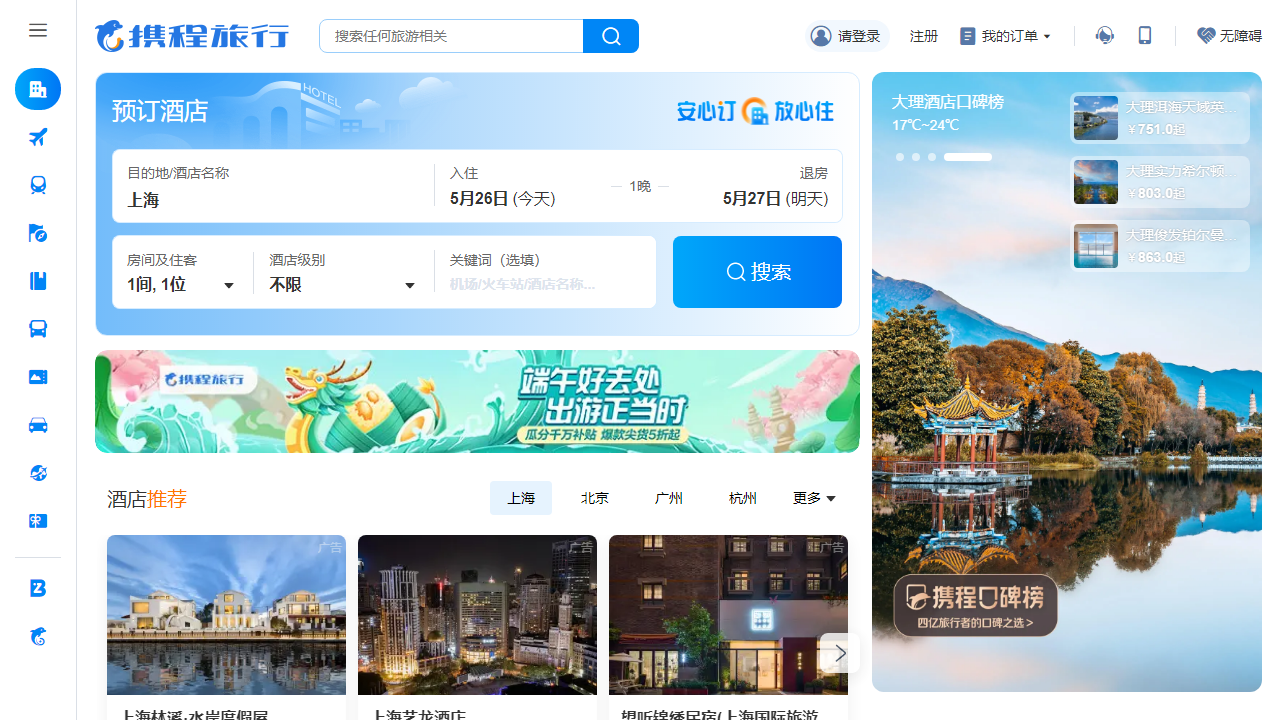 携程旅行
搜索任何旅游相关
请登录
注册
我的订单
无障碍
预订酒店
HOTEL
安心订 放心住
目的地/酒店名称
上海
入住
5月26日 (今天)
1晚
退房
5月27日 (明天)
房间及住客
1间, 1位
酒店级别
不限
关键词（选填）
机场/火车站/酒店名称...
搜索
携程旅行
端午好去处
出游正当时
瓜分千万补贴 爆款尖货5折起
酒店推荐
上海
北京
广州
杭州
更多
广告
广告
广告
上海林溪·水岸度假屋
上海艺龙酒店
望听锦绣民宿(上海国际旅游
大理酒店口碑榜
17℃~24℃
大理洱海天域英...
￥751.0起
大理实力希尔顿...
￥803.0起
大理俊发铂尔曼...
￥863.0起
携程口碑榜
四亿旅行者的口碑之选 >